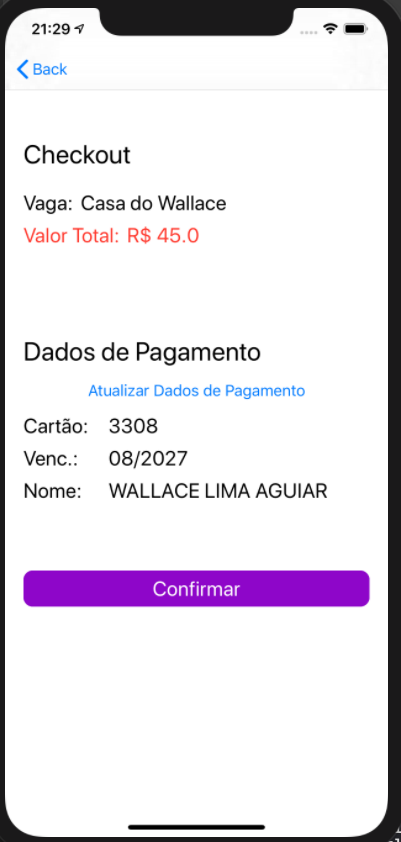 21:29
Back
Checkout
Vaga: Casa do Wallace
Valor Total: R$ 45.0
Dados de Pagamento
Atualizar Dados de Pagamento
Cartão: 3308
Venc.: 08/2027
Nome: WALLACE LIMA AGUIAR
Confirmar